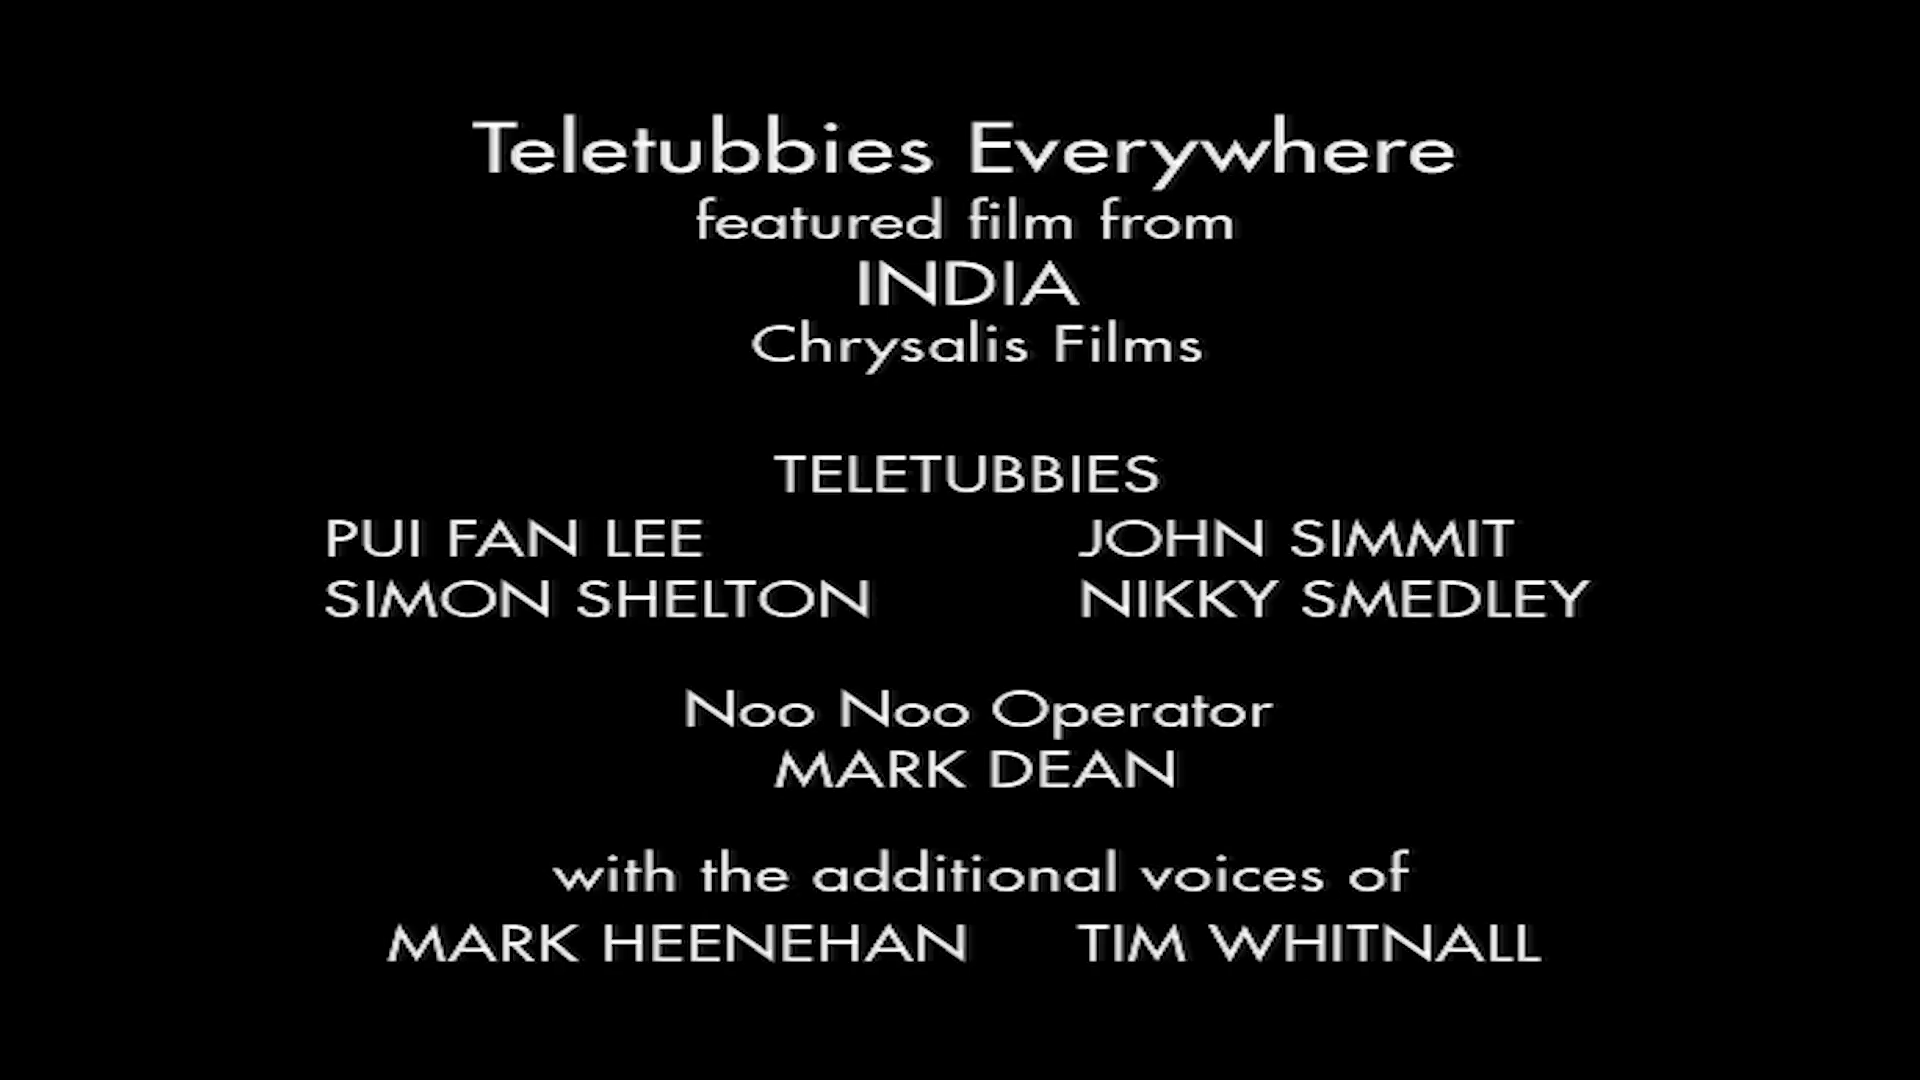 Teletubbies Everywhere
featured film from
INDIA
Chrysalis Films
TELETUBBIES
PUI FAN LEE JOHN SIMMIT
SIMON SHELTON NIKKY SMEDLEY
Noo Noo Operator
MARK DEAN
with the additional voices of
MARK HEENEHAN TIM WHITNALL